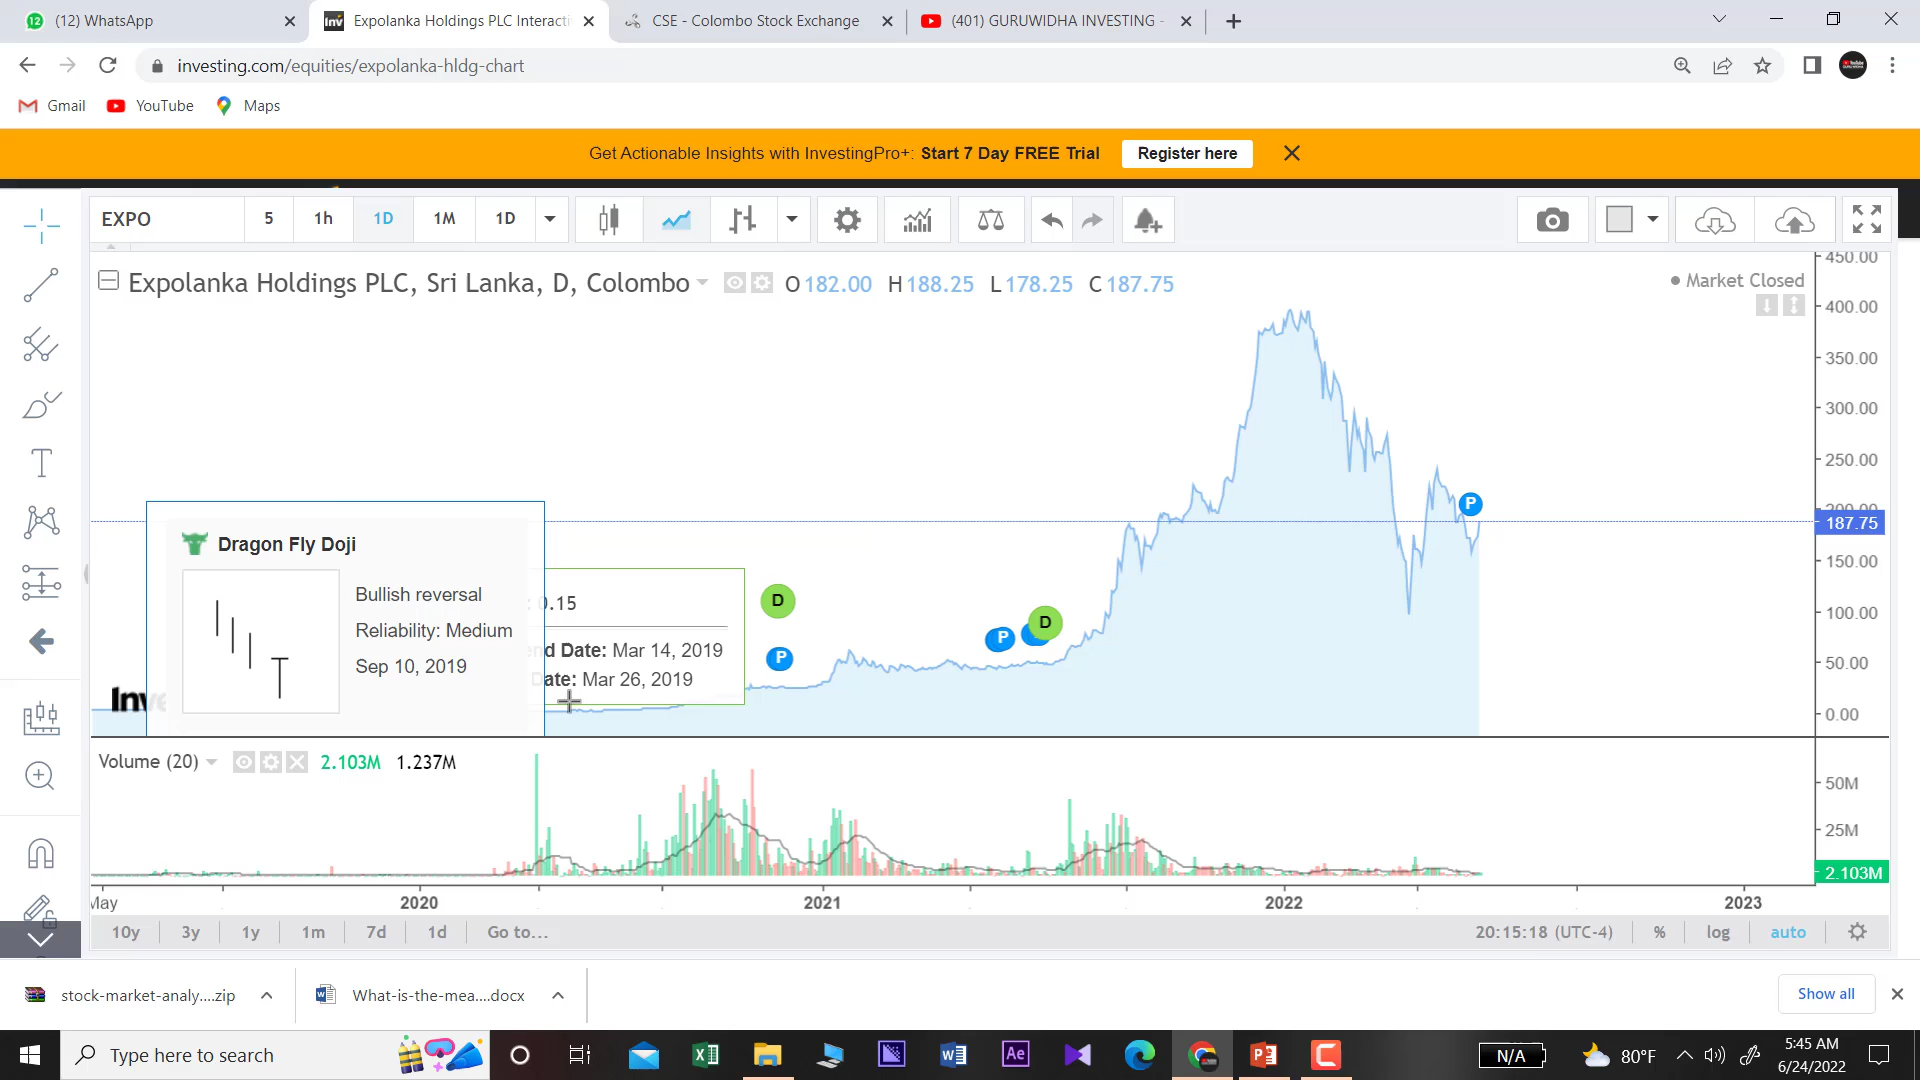 (12) WhatsApp
Expolanka Holdings PLC Interacti
CSE - Colombo Stock Exchange
(401) GURUWIDHA INVESTING -
investing.com/equities/expolanka-hldg-chart
Gmail
YouTube
Maps
Get Actionable Insights with InvestingPro+: Start 7 Day FREE Trial
Register here
EXPO
5
1h
1D
1M
1D
Expolanka Holdings PLC, Sri Lanka, D, Colombo
O 182.00 H 188.25 L 178.25 C 187.75
Market Closed
450.00
400.00
350.00
300.00
250.00
200.00
187.75
150.00
100.00
50.00
0.00
Dragon Fly Doji
Bullish reversal
Reliability: Medium
Sep 10, 2019
: 0.15
nd Date: Mar 14, 2019
ate: Mar 26, 2019
D
P
P
D
P
Inv
Volume (20)
2.103M 1.237M
50M
25M
2.103M
May
2020
2021
2022
2023
10y
3y
1y
1m
7d
1d
Go to...
20:15:18 (UTC-4)
%
log
auto
stock-market-analy....zip
What-is-the-mea....docx
Show all
Type here to search
Ae
N/A
80°F
5:45 AM
6/24/2022